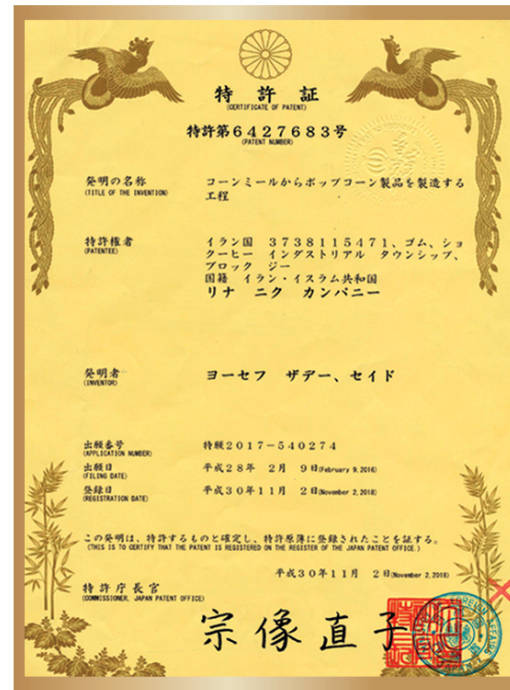 特許証
(CERTIFICATE OF PATENT)
特許第6427683号
(PATENT NUMBER)
発明の名称
(TITLE OF THE INVENTION)
コーンミールからポップコーン製品を製造する
工程
特許権者
(PATENTEE)
イラン国 3738115471、ゴム、ショ
クーヒー インダストリアル タウンシップ、
ブロック ジー
国籍 イラン・イスラム共和国
リナ ニク カンパニー
発明者
(INVENTOR)
ヨーセフ ザデー、セイド
出願番号
(APPLICATION NUMBER)
特願2017-540274
出願日
(FILING DATE)
平成28年 2月 9日(February 9,2016)
登録日
(REGISTRATION DATE)
平成30年11月 2日(November 2,2018)
この発明は、特許するものと確定し、特許原簿に登録されたことを証する。
(THIS IS TO CERTIFY THAT THE PATENT IS REGISTERED ON THE REGISTER OF THE JAPAN PATENT OFFICE.)
平成30年11月 2日(November 2,2018)
特許庁長官
(COMMISSIONER, JAPAN PATENT OFFICE)
宗像直子